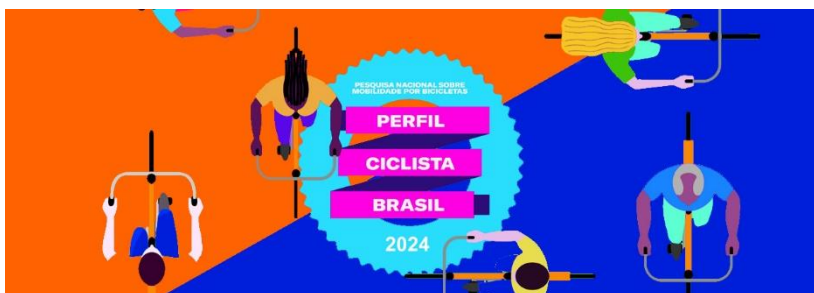 PESQUISA NACIONAL SOBRE
MOBILIDADE POR BICICLETAS
PERFIL
CICLISTA
BRASIL
2024